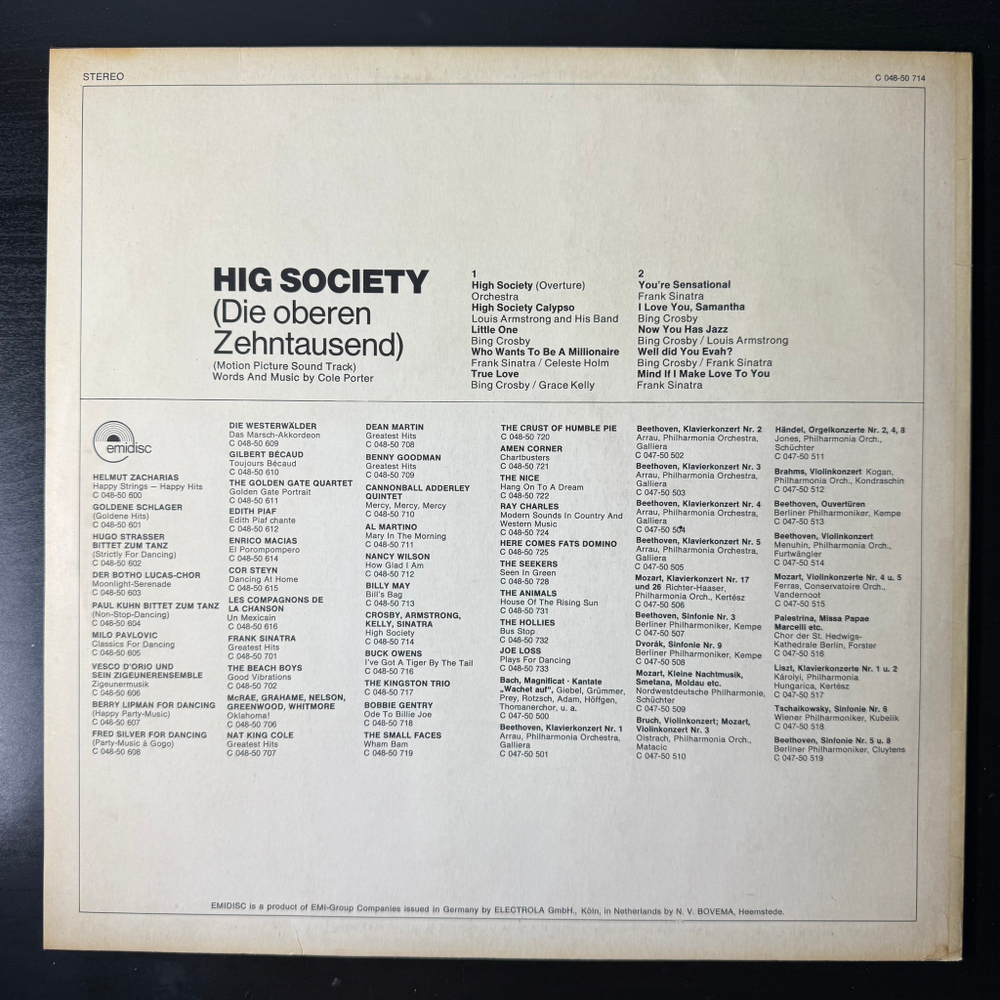 STEREO
C 048-50 714
HIG SOCIETY
(Die oberen
Zehntausend)
(Motion Picture Sound Track)
Words And Music by Cole Porter
1
High Society (Overture)
Orchestra
High Society Calypso
Louis Armstrong and His Band
Little One
Bing Crosby
Who Wants To Be A Millionaire
Frank Sinatra / Celeste Holm
True Love
Bing Crosby / Grace Kelly
2
You're Sensational
Frank Sinatra
I Love You, Samantha
Bing Crosby
Now You Has Jazz
Bing Crosby / Louis Armstrong
Well did You Evah?
Bing Crosby / Frank Sinatra
Mind If I Make Love To You
Frank Sinatra
emidisc
HELMUT ZACHARIAS
Happy Strings — Happy Hits
C 048-50 600
GOLDENE SCHLAGER
(Goldene Hits)
C 048-50 601
HUGO STRASSER
BITTET ZUM TANZ
(Strictly For Dancing)
C 048-50 602
DER BOTHO LUCAS-CHOR
Moonlight-Serenade
C 048-50 603
PAUL KUHN BITTET ZUM TANZ
(Non-Stop-Dancing)
C 048-50 604
MILO PAVLOVIC
Classics For Dancing
C 048-50 605
VESCO D'ORIO UND
SEIN ZIGEUNERENSEMBLE
Zigeunermusik
C 048-50 606
BERRY LIPMAN FOR DANCING
(Happy Party-Music)
C 048-50 607
FRED SILVER FOR DANCING
(Party-Music à Gogo)
C 048-50 608
DIE WESTERWÄLDER
Das Marsch-Akkordeon
C 048-50 609
GILBERT BÉCAUD
Toujours Bécaud
C 048-50 610
THE GOLDEN GATE QUARTET
Golden Gate Portrait
C 048-50 611
EDITH PIAF
Edith Piaf chante
C 048-50 612
ENRICO MACIAS
El Porompompero
C 048-50 614
COR STEYN
Dancing At Home
C 048-50 615
LES COMPAGNONS DE
LA CHANSON
Un Mexicain
C 048-50 616
FRANK SINATRA
Greatest Hits
C 048-50 701
THE BEACH BOYS
Good Vibrations
C 048-50 702
McRAE, GRAHAME, NELSON,
GREENWOOD, WHITMORE
Oklahoma!
C 048-50 706
NAT KING COLE
Greatest Hits
C 048-50 707
DEAN MARTIN
Greatest Hits
C 048-50 708
BENNY GOODMAN
Greatest Hits
C 048-50 709
CANNONBALL ADDERLEY
QUINTET
Mercy, Mercy, Mercy
C 048-50 710
AL MARTINO
Mary In The Morning
C 048-50 711
NANCY WILSON
How Glad I Am
C 048-50 712
BILLY MAY
Bill's Bag
C 048-50 713
CROSBY, ARMSTRONG,
KELLY, SINATRA
High Society
C 048-50 714
BUCK OWENS
I've Got A Tiger By The Tail
C 048-50 716
THE KINGSTON TRIO
C 048-50 717
BOBBIE GENTRY
Ode To Billie Joe
C 048-50 718
THE SMALL FACES
Wham Bam
C 048-50 719
THE CRUST OF HUMBLE PIE
C 048-50 720
AMEN CORNER
Chartbusters
C 048-50 721
THE NICE
Hang On To A Dream
C 048-50 722
RAY CHARLES
Modern Sounds In Country And
Western Music
C 048-50 724
HERE COMES FATS DOMINO
C 048-50 725
THE SEEKERS
Seen In Green
C 048-50 728
THE ANIMALS
House Of The Rising Sun
C 048-50 731
THE HOLLIES
Bus Stop
C 048-50 732
JOE LOSS
Plays For Dancing
C 048-50 733
Bach, Magnificat · Kantate
„Wachet auf“, Giebel, Grümmer,
Prey, Rotzsch, Adam, Höffgen,
Thomanerchor, u. a.
C 047-50 500
Beethoven, Klavierkonzert Nr. 1
Arrau, Philharmonia Orchestra,
Galliera
C 047-50 501
Beethoven, Klavierkonzert Nr. 2
Arrau, Philharmonia Orchestra,
Galliera
C 047-50 502
Beethoven, Klavierkonzert Nr. 3
Arrau, Philharmonia Orchestra,
Galliera
C 047-50 503
Beethoven, Klavierkonzert Nr. 4
Arrau, Philharmonia Orchestra,
Galliera
C 047-50 504
Beethoven, Klavierkonzert Nr. 5
Arrau, Philharmonia Orchestra,
Galliera
C 047-50 505
Mozart, Klavierkonzert Nr. 17
und 26 Richter-Haaser,
Philharmonia Orch., Kertész
C 047-50 506
Beethoven, Sinfonie Nr. 3
Berliner Philharmoniker, Kempe
C 047-50 507
Dvorák, Sinfonie Nr. 9
Berliner Philharmoniker, Kempe
C 047-50 508
Mozart, Kleine Nachtmusik,
Smetana, Moldau etc.
Nordwestdeutsche Philharmonie,
Schüchter
C 047-50 509
Bruch, Violinkonzert; Mozart,
Violinkonzert Nr. 3
Oistrach, Philharmonia Orch.,
Matacic
C 047-50 510
Händel, Orgelkonzerte Nr. 2, 4, 8
Jones, Philharmonia Orch.,
Schüchter
C 047-50 511
Brahms, Violinkonzert Kogan,
Philharmonia Orch., Kondraschin
C 047-50 512
Beethoven, Ouvertüren
Berliner Philharmoniker, Kempe
C 047-50 513
Beethoven, Violinkonzert
Menuhin, Philharmonia Orch.,
Furtwängler
C 047-50 514
Mozart, Violinkonzerte Nr. 4 u. 5
Ferras, Conservatoire Orch.,
Vandernoot
C 047-50 515
Palestrina, Missa Papae
Marcelli etc.
Chor der St. Hedwigs-
Kathedrale Berlin, Forster
C 047-50 516
Liszt, Klavierkonzerte Nr. 1 u. 2
Károlyi, Philharmonia
Hungarica, Kertész
C 047-50 517
Tschaikowsky, Sinfonie Nr. 6
Wiener Philharmoniker, Kubelik
C 047-50 518
Beethoven, Sinfonie Nr. 5 u. 8
Berliner Philharmoniker, Cluytens
C 047-50 519
EMIDISC is a product of EMI-Group Companies issued in Germany by ELECTROLA GmbH., Köln, in Netherlands by N. V. BOVEMA, Heemstede.